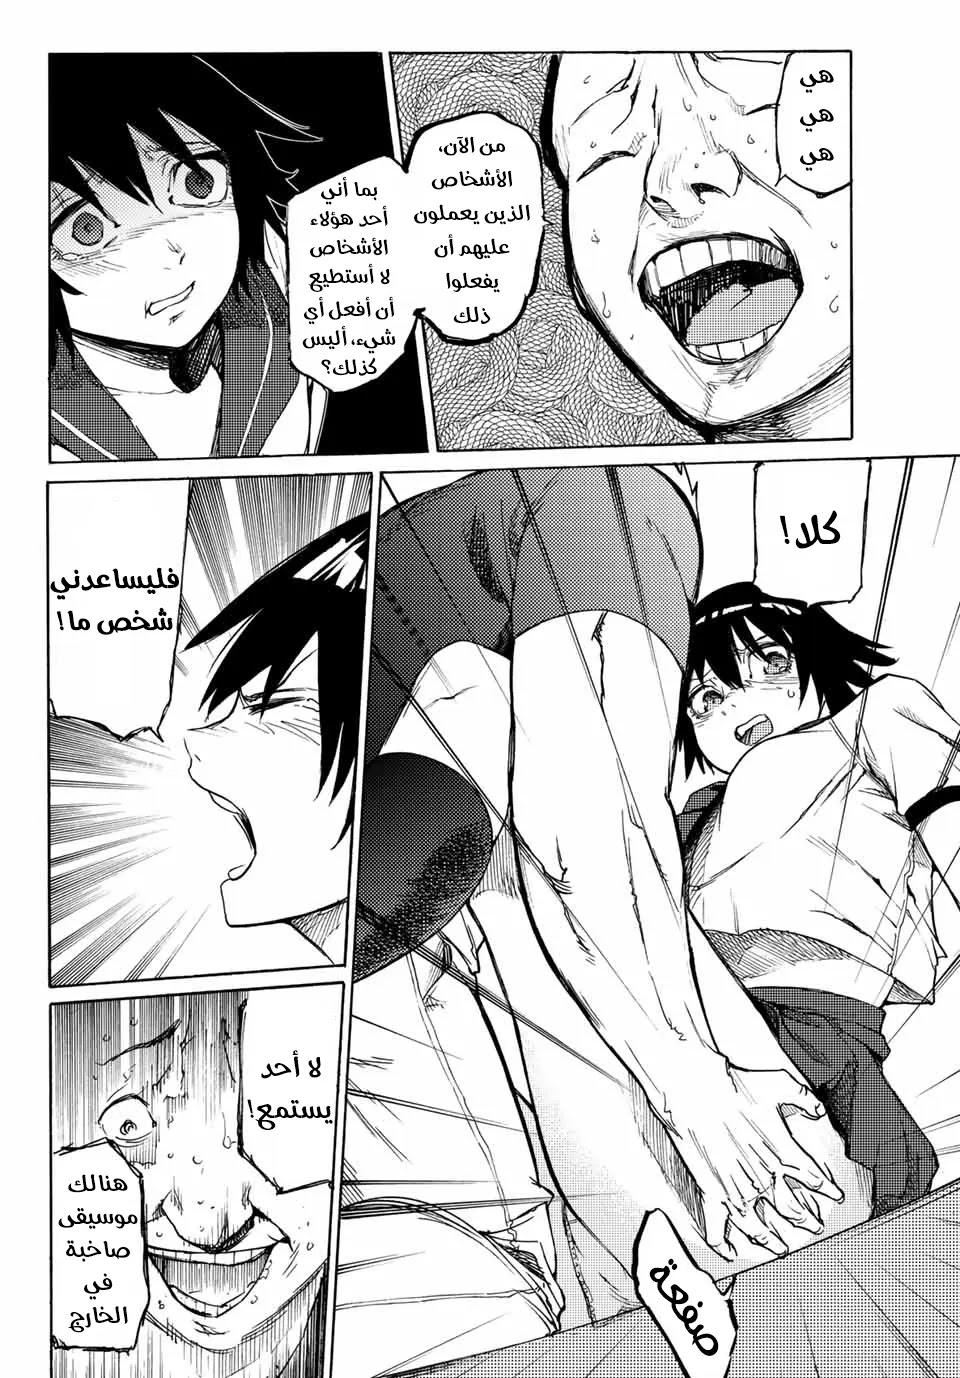 هي
هي
هي
من الآن،
الأشخاص
الذين يعملون
عليهم أن
يفعلوا
ذلك
بما أني
أحد هؤلاء
الأشخاص
لا أستطيع
أن أفعل أي
شيء، أليس
كذلك؟
كلا!
صفعة
فليساعدني
شخص ما!
لا أحد
يستمع!
هنالك
موسيقى
صاخبة
في
الخارج